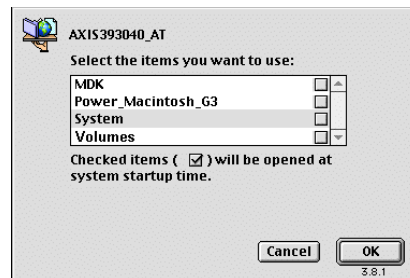 AXIS393040_AT
Select the items you want to use:
MDK
Power_Macintosh_G3
System
Volumes
Checked items ( ) will be opened at
system startup time.
Cancel OK
3.8.1